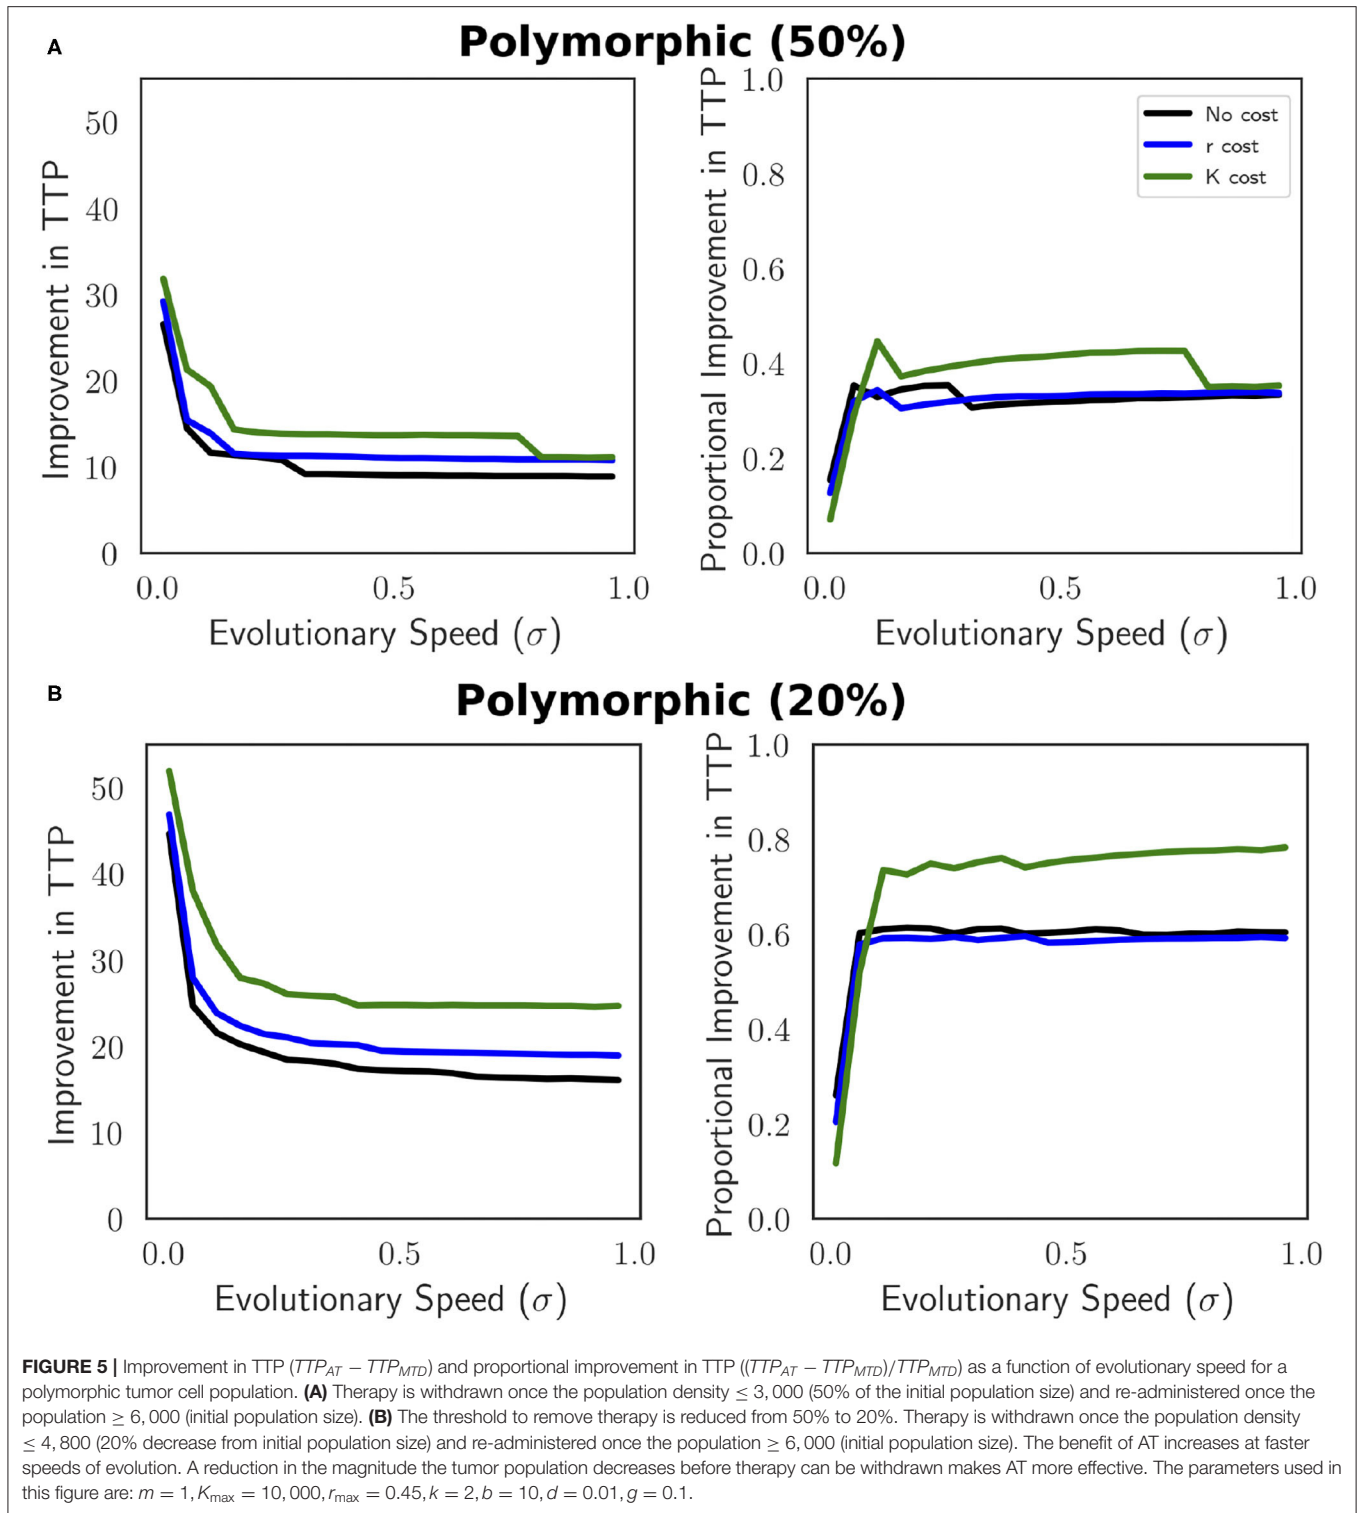 A
Polymorphic (50%)
Improvement in TTP
50
40
30
20
10
0
0.0 0.5 1.0
Evolutionary Speed (σ)
Proportional Improvement in TTP
1.0
0.8
0.6
0.4
0.2
0.0
No cost
r cost
K cost
0.0 0.5 1.0
Evolutionary Speed (σ)
B
Polymorphic (20%)
Improvement in TTP
50
40
30
20
10
0
0.0 0.5 1.0
Evolutionary Speed (σ)
Proportional Improvement in TTP
1.0
0.8
0.6
0.4
0.2
0.0
0.0 0.5 1.0
Evolutionary Speed (σ)
FIGURE 5 | Improvement in TTP (TTP_AT − TTP_MTD) and proportional improvement in TTP ((TTP_AT − TTP_MTD)/TTP_MTD) as a function of evolutionary speed for a
polymorphic tumor cell population. (A) Therapy is withdrawn once the population density ≤ 3, 000 (50% of the initial population size) and re-administered once the
population ≥ 6, 000 (initial population size). (B) The threshold to remove therapy is reduced from 50% to 20%. Therapy is withdrawn once the population density
≤ 4, 800 (20% decrease from initial population size) and re-administered once the population ≥ 6, 000 (initial population size). The benefit of AT increases at faster
speeds of evolution. A reduction in the magnitude the tumor population decreases before therapy can be withdrawn makes AT more effective. The parameters used in
this figure are: m = 1, K_max = 10, 000, r_max = 0.45, k = 2, b = 10, d = 0.01, g = 0.1.